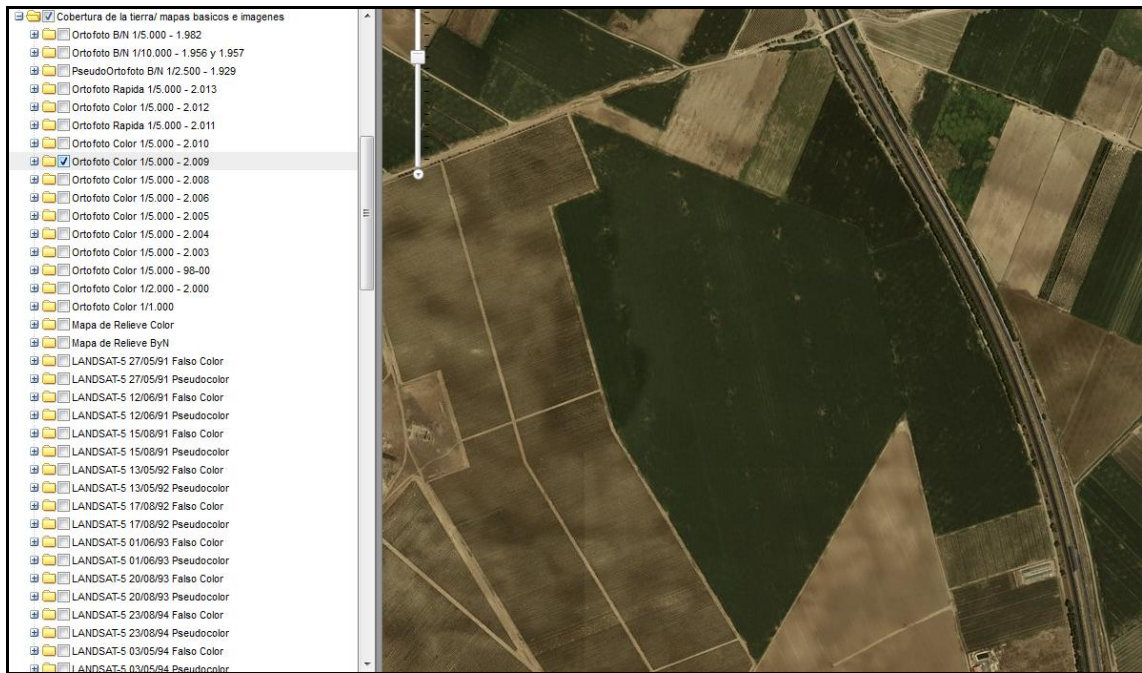 Cobertura de la tierra/ mapas basicos e imagenes
Ortofoto B/N 1/5.000 - 1.982
Ortofoto B/N 1/10.000 - 1.956 y 1.957
PseudoOrtofoto B/N 1/2.500 - 1.929
Ortofoto Rapida 1/5.000 - 2.013
Ortofoto Color 1/5.000 - 2.012
Ortofoto Rapida 1/5.000 - 2.011
Ortofoto Color 1/5.000 - 2.010
Ortofoto Color 1/5.000 - 2.009
Ortofoto Color 1/5.000 - 2.008
Ortofoto Color 1/5.000 - 2.006
Ortofoto Color 1/5.000 - 2.005
Ortofoto Color 1/5.000 - 2.004
Ortofoto Color 1/5.000 - 2.003
Ortofoto Color 1/5.000 - 98-00
Ortofoto Color 1/2.000 - 2.000
Ortofoto Color 1/1.000
Mapa de Relieve Color
Mapa de Relieve ByN
LANDSAT-5 27/05/91 Falso Color
LANDSAT-5 27/05/91 Pseudocolor
LANDSAT-5 12/06/91 Falso Color
LANDSAT-5 12/06/91 Pseudocolor
LANDSAT-5 15/08/91 Falso Color
LANDSAT-5 15/08/91 Pseudocolor
LANDSAT-5 13/05/92 Falso Color
LANDSAT-5 13/05/92 Pseudocolor
LANDSAT-5 17/08/92 Falso Color
LANDSAT-5 17/08/92 Pseudocolor
LANDSAT-5 01/06/93 Falso Color
LANDSAT-5 01/06/93 Pseudocolor
LANDSAT-5 20/08/93 Falso Color
LANDSAT-5 20/08/93 Pseudocolor
LANDSAT-5 23/08/94 Falso Color
LANDSAT-5 23/08/94 Pseudocolor
LANDSAT-5 03/05/94 Falso Color
LANDSAT-5 03/05/94 Pseudocolor